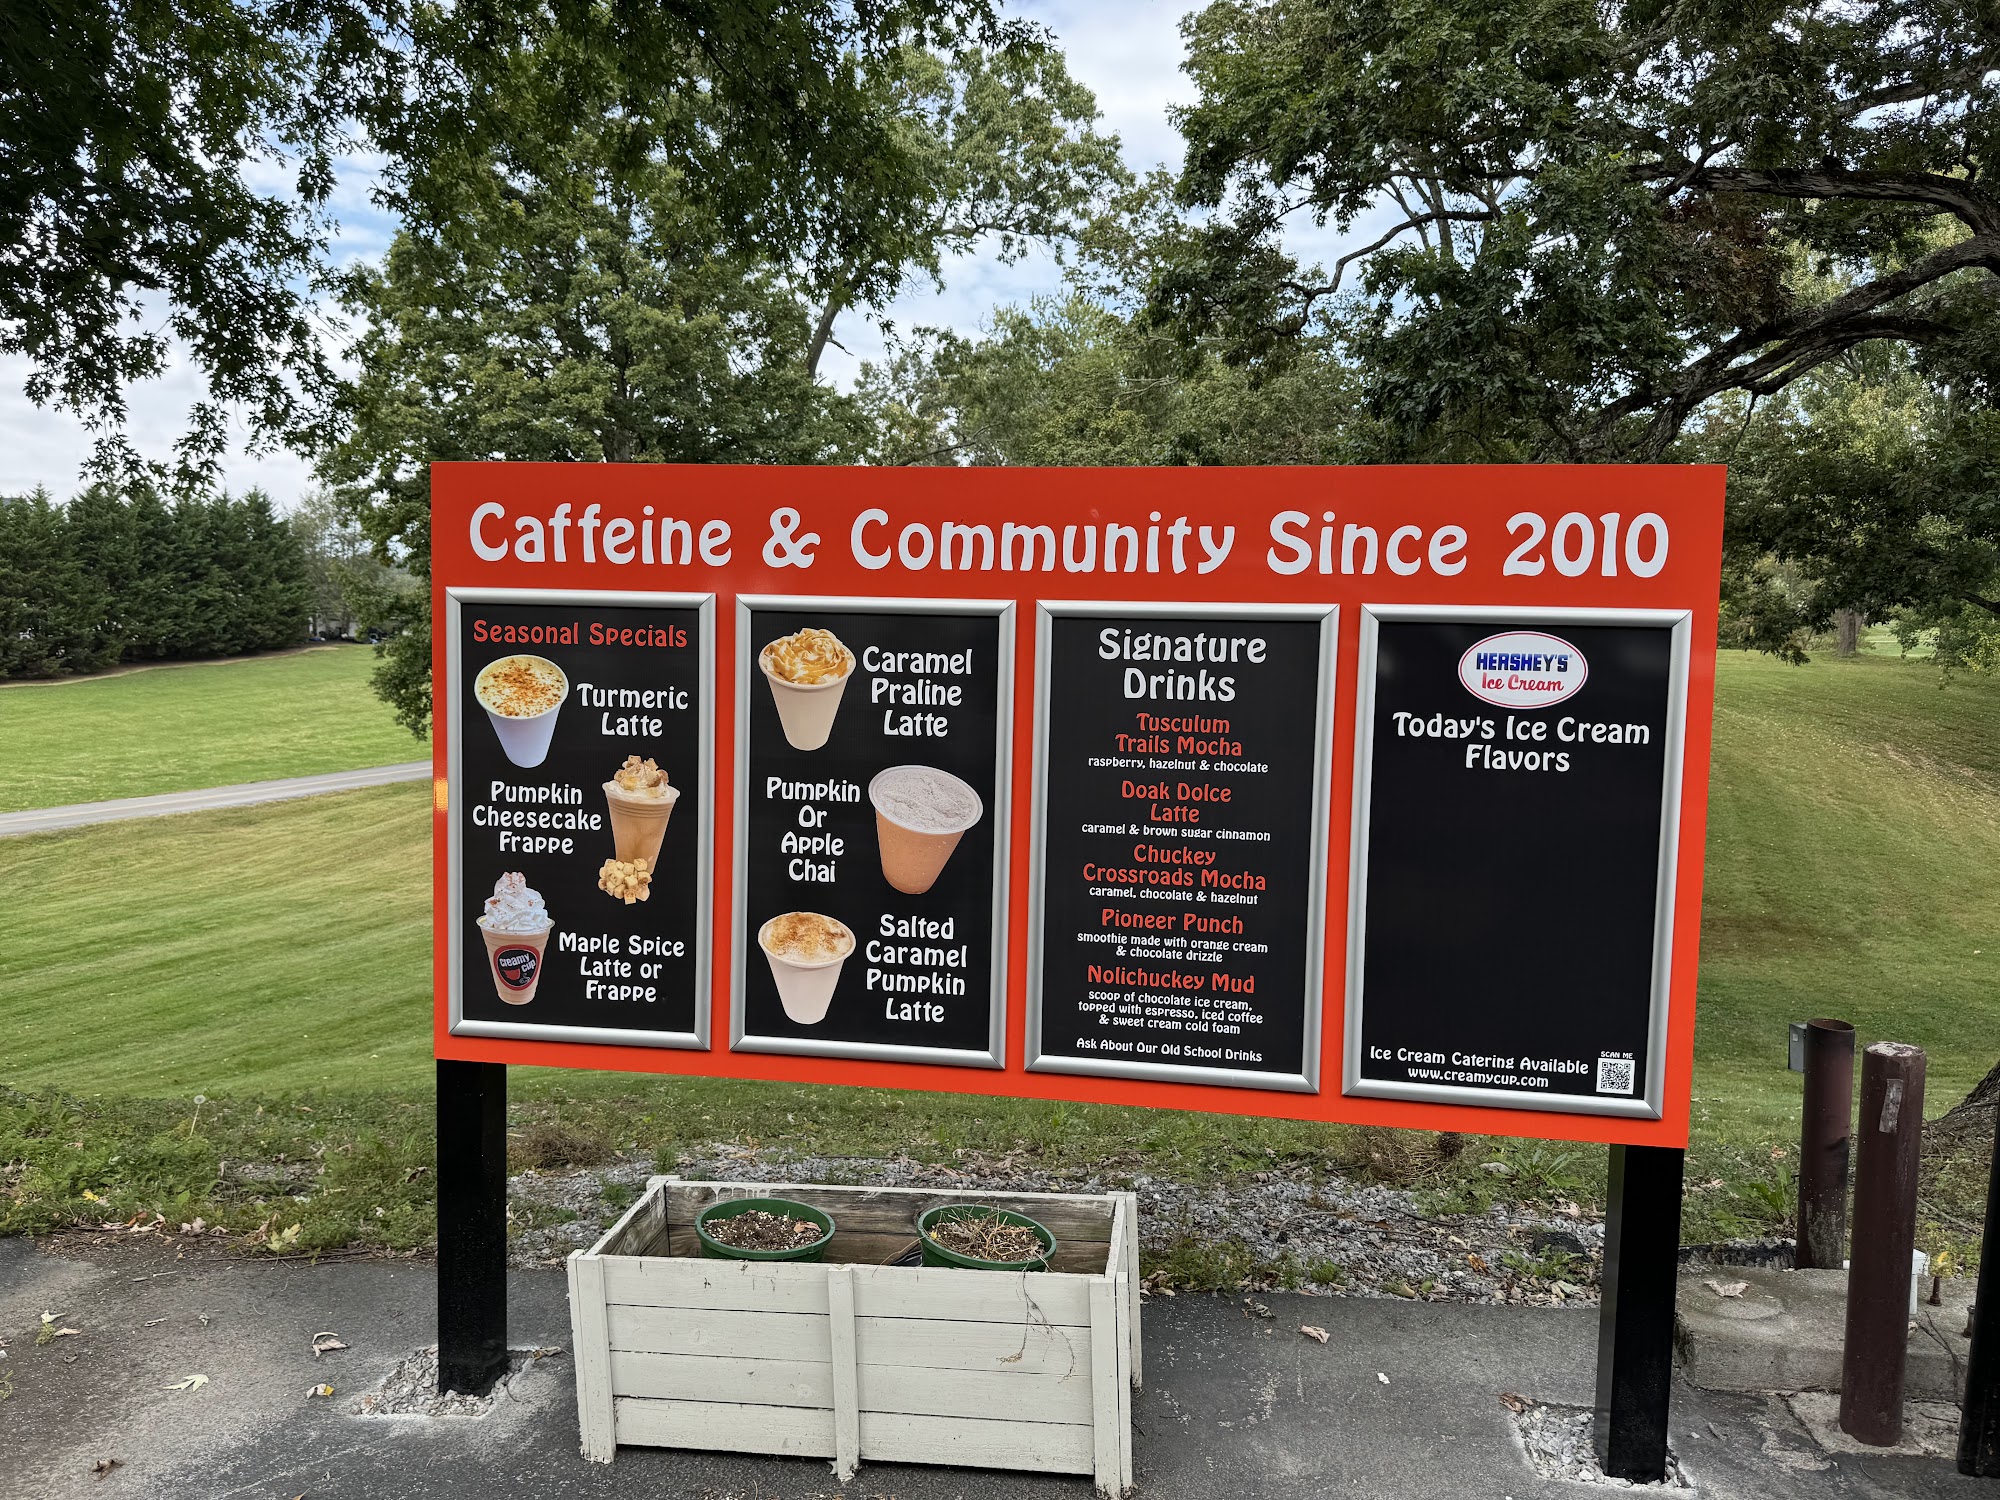 Caffeine & Community Since 2010
Seasonal Specials
Turmeric
Latte
Pumpkin
Cheesecake
Frappe
creamy
cup
Maple Spice
Latte or
Frappe
Caramel
Praline
Latte
Pumpkin
Or
Apple
Chai
Salted
Caramel
Pumpkin
Latte
Signature
Drinks
Tusculum
Trails Mocha
raspberry, hazelnut & chocolate
Doak Dolce
Latte
caramel & brown sugar cinnamon
Chuckey
Crossroads Mocha
caramel, chocolate & hazelnut
Pioneer Punch
smoothie made with orange cream
& chocolate drizzle
Nolichuckey Mud
scoop of chocolate ice cream,
topped with espresso, iced coffee
& sweet cream cold foam
Ask About Our Old School Drinks
HERSHEY'S®
Ice Cream
Today's Ice Cream
Flavors
Ice Cream Catering Available
www.creamycup.com
SCAN ME